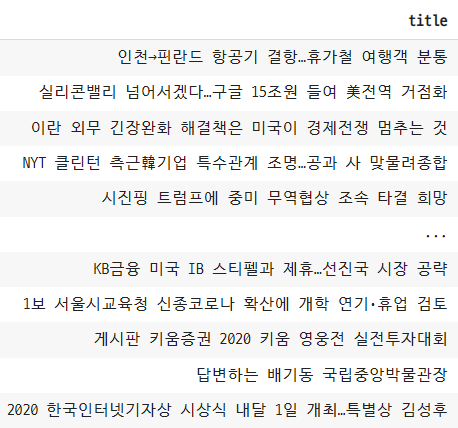 title
인천→핀란드 항공기 결항…휴가철 여행객 분통
실리콘밸리 넘어서겠다…구글 15조원 들여 美전역 거점화
이란 외무 긴장완화 해결책은 미국이 경제전쟁 멈추는 것
NYT 클린턴 측근韓기업 특수관계 조명…공과 사 맞물려종합
시진핑 트럼프에 중미 무역협상 조속 타결 희망
...
KB금융 미국 IB 스티펠과 제휴…선진국 시장 공략
1보 서울시교육청 신종코로나 확산에 개학 연기·휴업 검토
게시판 키움증권 2020 키움 영웅전 실전투자대회
답변하는 배기동 국립중앙박물관장
2020 한국인터넷기자상 시상식 내달 1일 개최…특별상 김성후